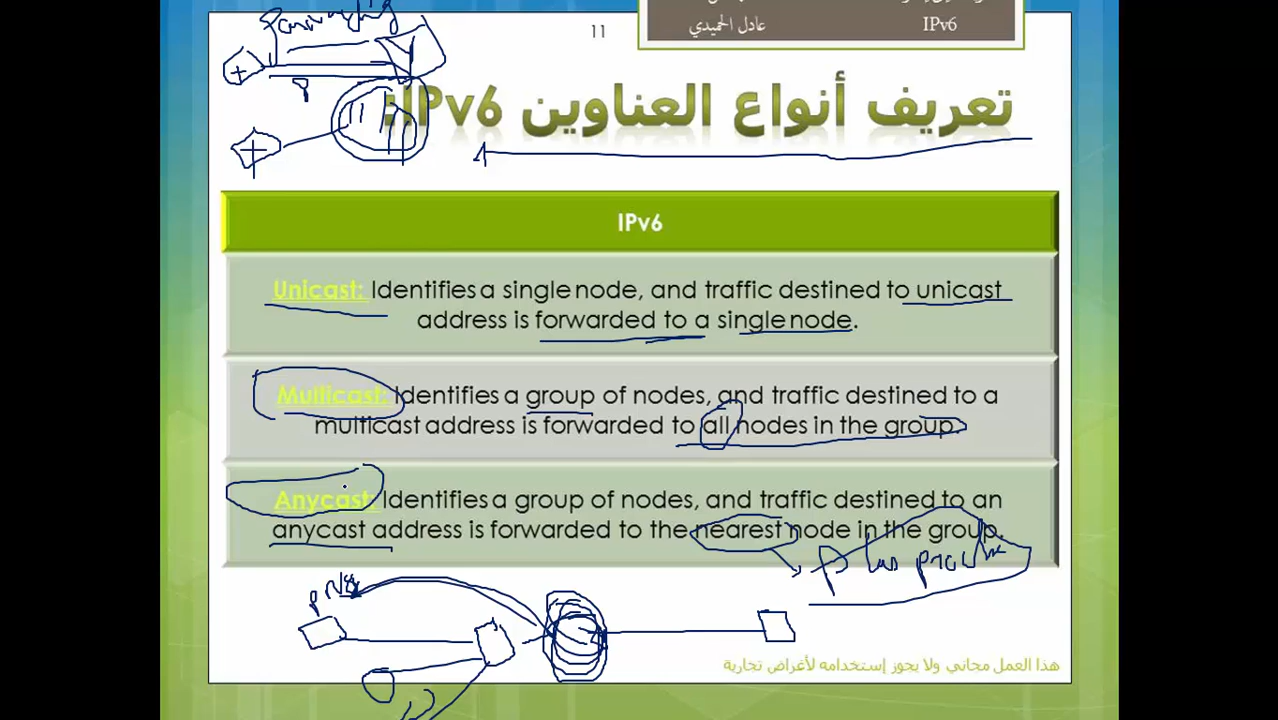 عادل الحميدي
IPv6
11
تعريف أنواع العناوين IPv6:
IPv6
Unicast: Identifies a single node, and traffic destined to unicast
address is forwarded to a single node.
Multicast: Identifies a group of nodes, and traffic destined to a
multicast address is forwarded to all nodes in the group.
Anycast: Identifies a group of nodes, and traffic destined to an
anycast address is forwarded to the nearest node in the group.
هذا العمل مجاني ولا يجوز إستخدامه لأغراض تجارية